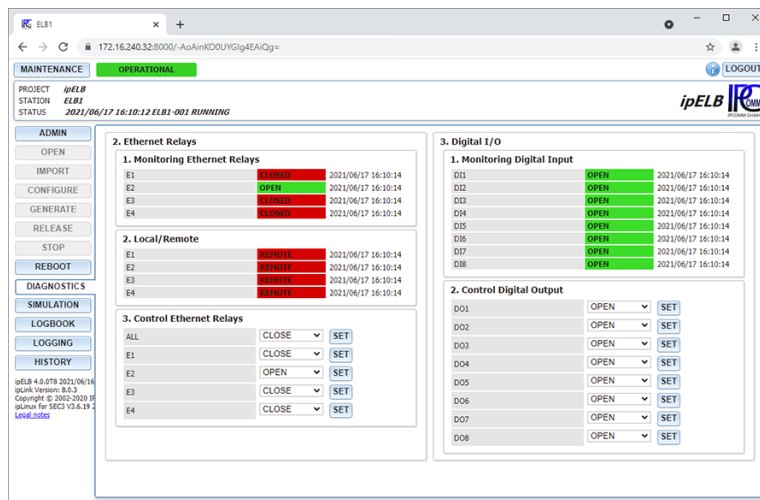 ELB1
172.16.240.32:8000/-AoAinKO0UYGlg4EAiQg=
MAINTENANCE OPERATIONAL LOGOUT
PROJECT ipELB
STATION ELB1
STATUS 2021/06/17 16:10:12 ELB1-001 RUNNING
ipELB IPCOMM
IPCOMM GmbH
ADMIN
OPEN
IMPORT
CONFIGURE
GENERATE
RELEASE
STOP
REBOOT
DIAGNOSTICS
SIMULATION
LOGBOOK
LOGGING
HISTORY
ipELB 4.0.0T8 2021/06/16
ipLink Version: 8.0.3
Copyright © 2002-2020 IP
ipLinux for SEC3 V3.6.19 2
Legal notes
2. Ethernet Relays
1. Monitoring Ethernet Relays
E1 CLOSED 2021/06/17 16:10:14
E2 OPEN 2021/06/17 16:10:14
E3 CLOSED 2021/06/17 16:10:14
E4 CLOSED 2021/06/17 16:10:14
2. Local/Remote
E1 REMOTE 2021/06/17 16:10:14
E2 REMOTE 2021/06/17 16:10:14
E3 REMOTE 2021/06/17 16:10:14
E4 REMOTE 2021/06/17 16:10:14
3. Control Ethernet Relays
ALL CLOSE SET
E1 CLOSE SET
E2 OPEN SET
E3 CLOSE SET
E4 CLOSE SET
3. Digital I/O
1. Monitoring Digital Input
DI1 OPEN 2021/06/17 16:10:14
DI2 OPEN 2021/06/17 16:10:14
DI3 OPEN 2021/06/17 16:10:14
DI4 OPEN 2021/06/17 16:10:14
DI5 OPEN 2021/06/17 16:10:14
DI6 OPEN 2021/06/17 16:10:14
DI7 OPEN 2021/06/17 16:10:14
DI8 OPEN 2021/06/17 16:10:14
2. Control Digital Output
DO1 OPEN SET
DO2 OPEN SET
DO3 OPEN SET
DO4 OPEN SET
DO5 OPEN SET
DO6 OPEN SET
DO7 OPEN SET
DO8 OPEN SET